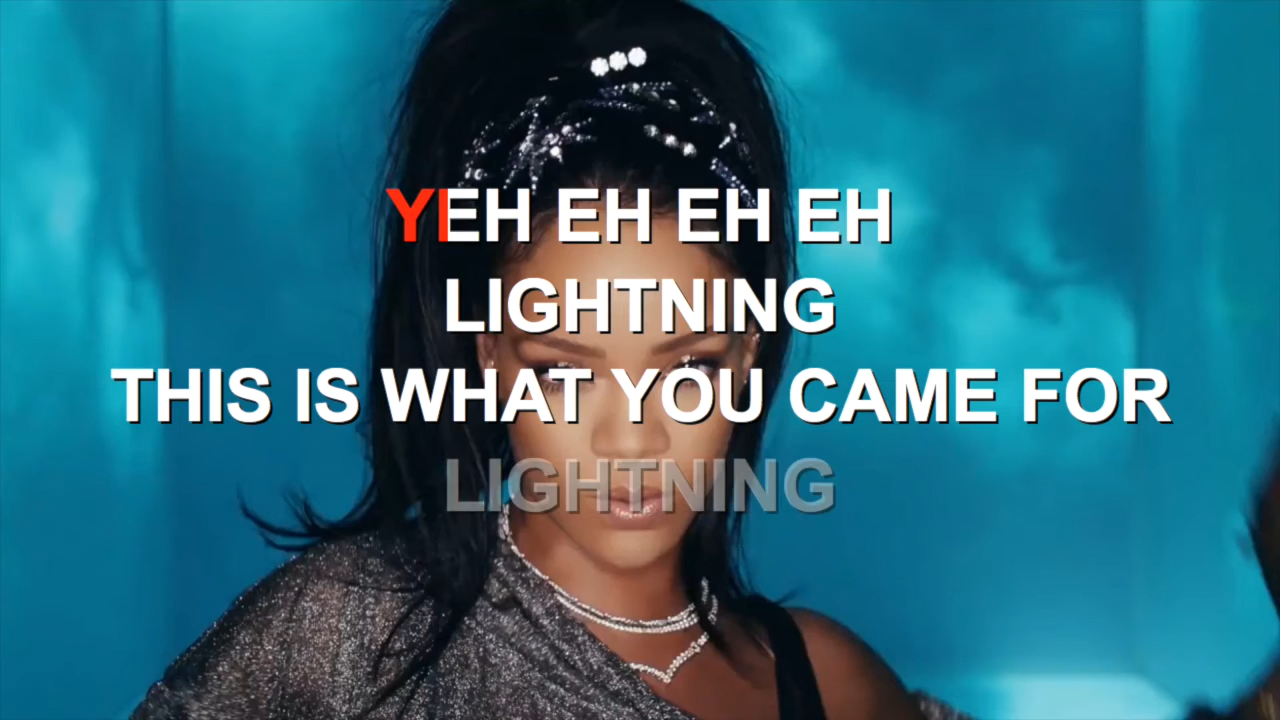 YEH EH EH EH
LIGHTNING
THIS IS WHAT YOU CAME FOR
LIGHTNING